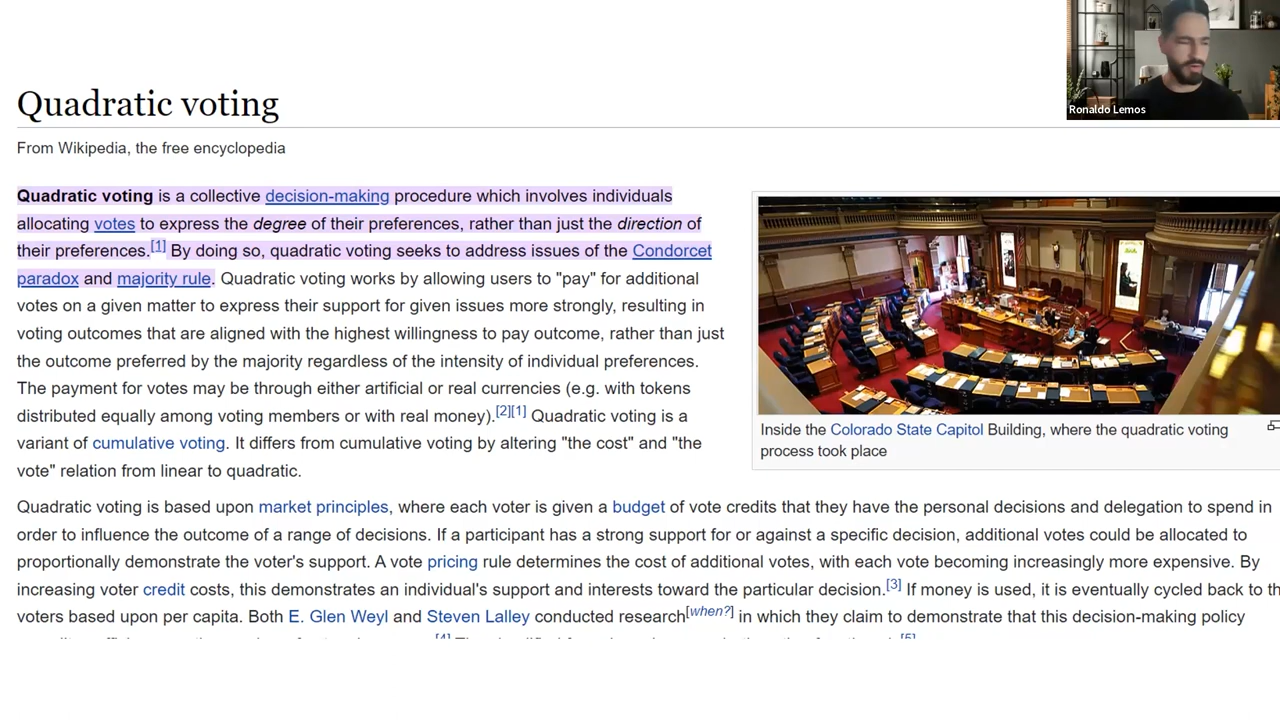 Ronaldo Lemos
Quadratic voting
From Wikipedia, the free encyclopedia
Quadratic voting is a collective decision-making procedure which involves individuals
allocating votes to express the degree of their preferences, rather than just the direction of
their preferences.[1] By doing so, quadratic voting seeks to address issues of the Condorcet
paradox and majority rule. Quadratic voting works by allowing users to "pay" for additional
votes on a given matter to express their support for given issues more strongly, resulting in
voting outcomes that are aligned with the highest willingness to pay outcome, rather than just
the outcome preferred by the majority regardless of the intensity of individual preferences.
The payment for votes may be through either artificial or real currencies (e.g. with tokens
distributed equally among voting members or with real money).[2][1] Quadratic voting is a
variant of cumulative voting. It differs from cumulative voting by altering "the cost" and "the
vote" relation from linear to quadratic.
Inside the Colorado State Capitol Building, where the quadratic voting
process took place
Quadratic voting is based upon market principles, where each voter is given a budget of vote credits that they have the personal decisions and delegation to spend in
order to influence the outcome of a range of decisions. If a participant has a strong support for or against a specific decision, additional votes could be allocated to
proportionally demonstrate the voter's support. A vote pricing rule determines the cost of additional votes, with each vote becoming increasingly more expensive. By
increasing voter credit costs, this demonstrates an individual's support and interests toward the particular decision.[3] If money is used, it is eventually cycled back to th
voters based upon per capita. Both E. Glen Weyl and Steven Lalley conducted research[when?] in which they claim to demonstrate that this decision-making policy
[4] [5]